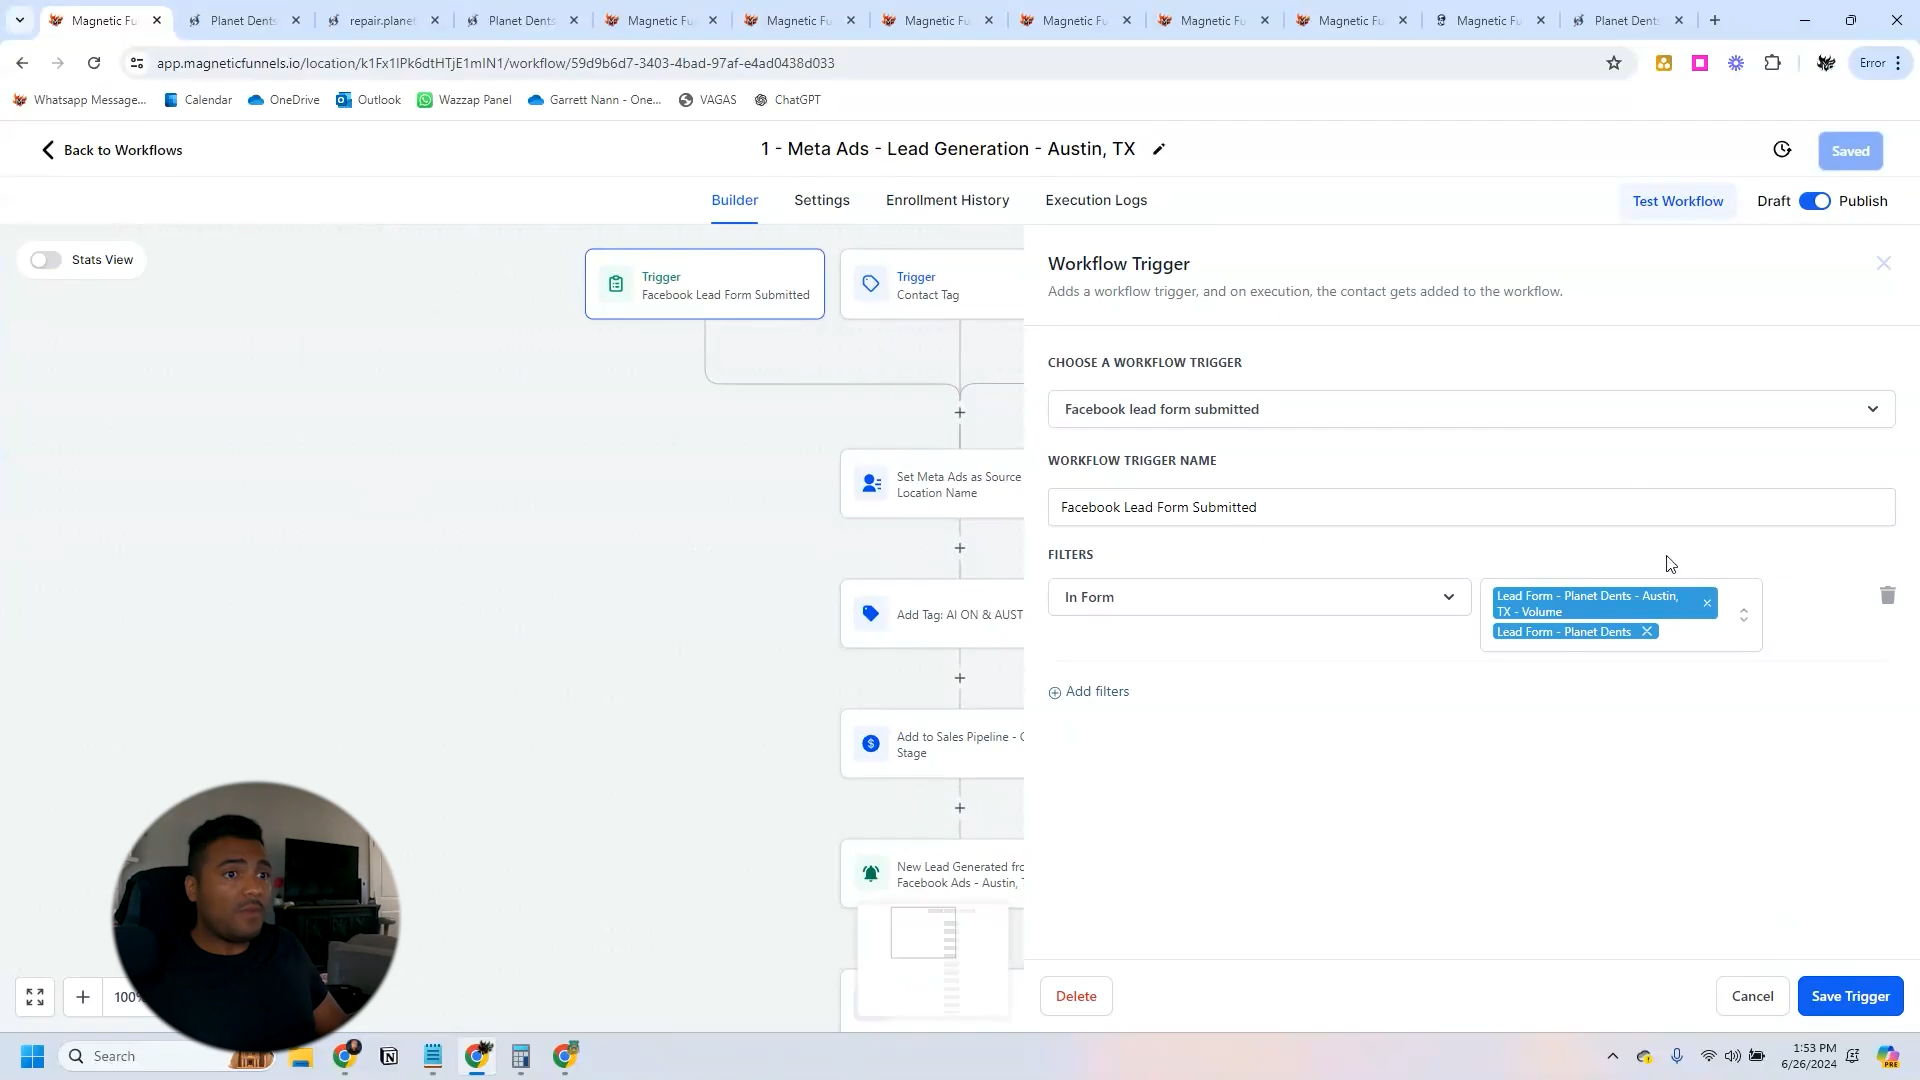 Magnetic Fu
Planet Dents
repair.planet
Planet Dents
Magnetic Fu
Magnetic Fu
Magnetic Fu
Magnetic Fu
Magnetic Fu
Magnetic Fu
Magnetic Fu
Planet Dents
app.magneticfunnels.io/location/k1Fx1lPk6dtHTjE1mIN1/workflow/59d9b6d7-3403-4bad-97af-e4ad0438d033
Error
Whatsapp Message...
Calendar
OneDrive
Outlook
Wazzap Panel
Garrett Nann - One...
VAGAS
ChatGPT
Back to Workflows
1 - Meta Ads - Lead Generation - Austin, TX
Saved
Builder
Settings
Enrollment History
Execution Logs
Test Workflow
Draft
Publish
Stats View
Trigger
Facebook Lead Form Submitted
Trigger
Contact Tag
Set Meta Ads as Source
Location Name
Add Tag: AI ON & AUST
Add to Sales Pipeline -
Stage
New Lead Generated fro
Facebook Ads - Austin, T
100%
Workflow Trigger
Adds a workflow trigger, and on execution, the contact gets added to the workflow.
CHOOSE A WORKFLOW TRIGGER
Facebook lead form submitted
WORKFLOW TRIGGER NAME
Facebook Lead Form Submitted
FILTERS
In Form
Lead Form - Planet Dents - Austin,
TX - Volume
Lead Form - Planet Dents
Add filters
Delete
Cancel
Save Trigger
Search
1:53 PM
6/26/2024
PRE